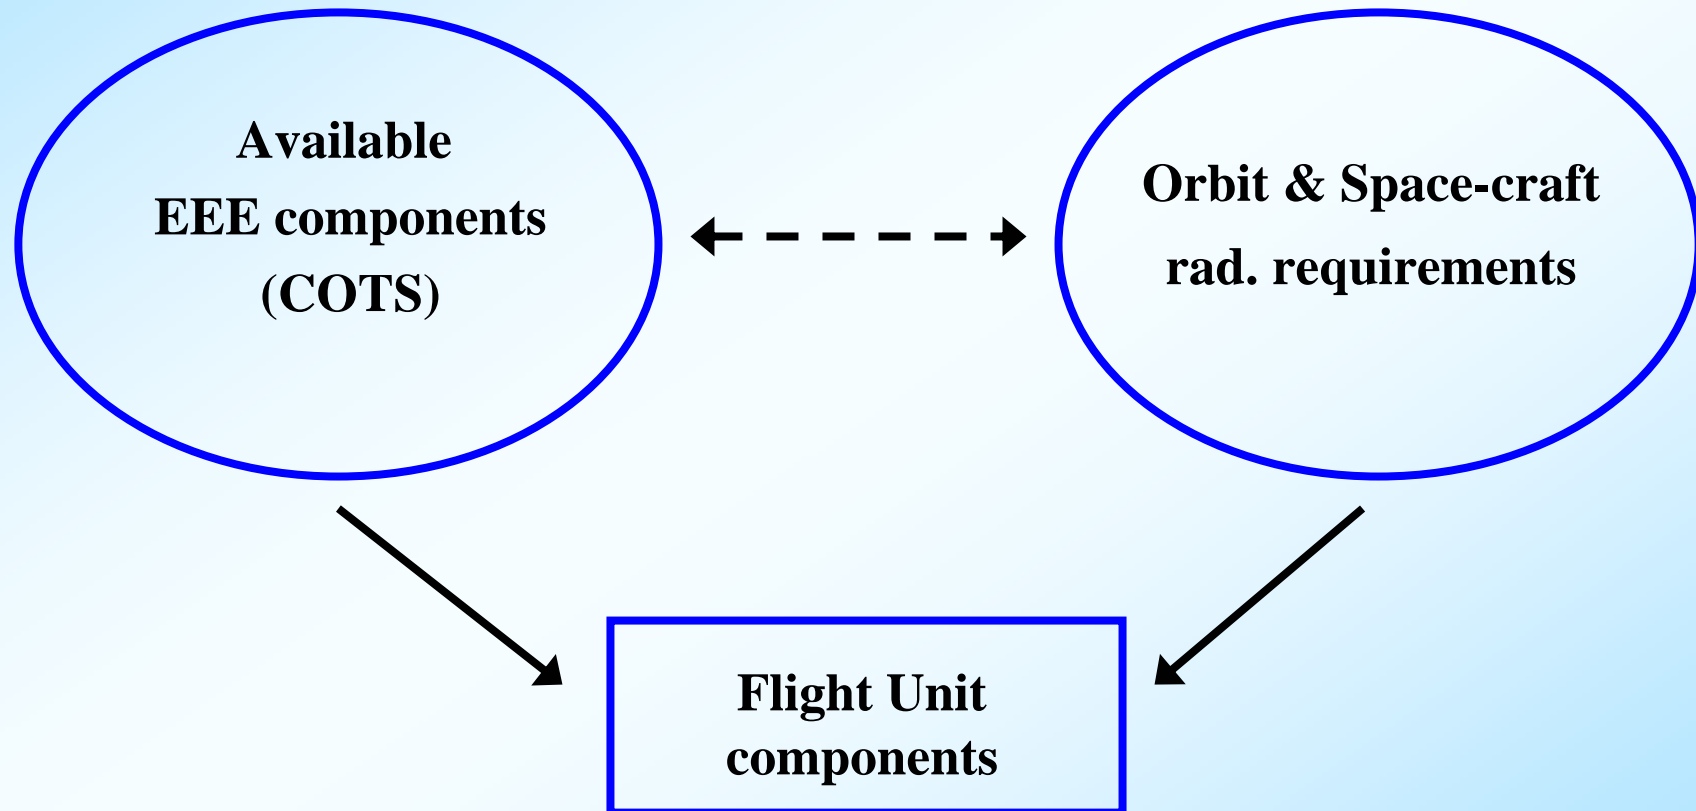 Available
EEE components
(COTS)
Orbit & Space-craft
rad. requirements
Flight Unit
components